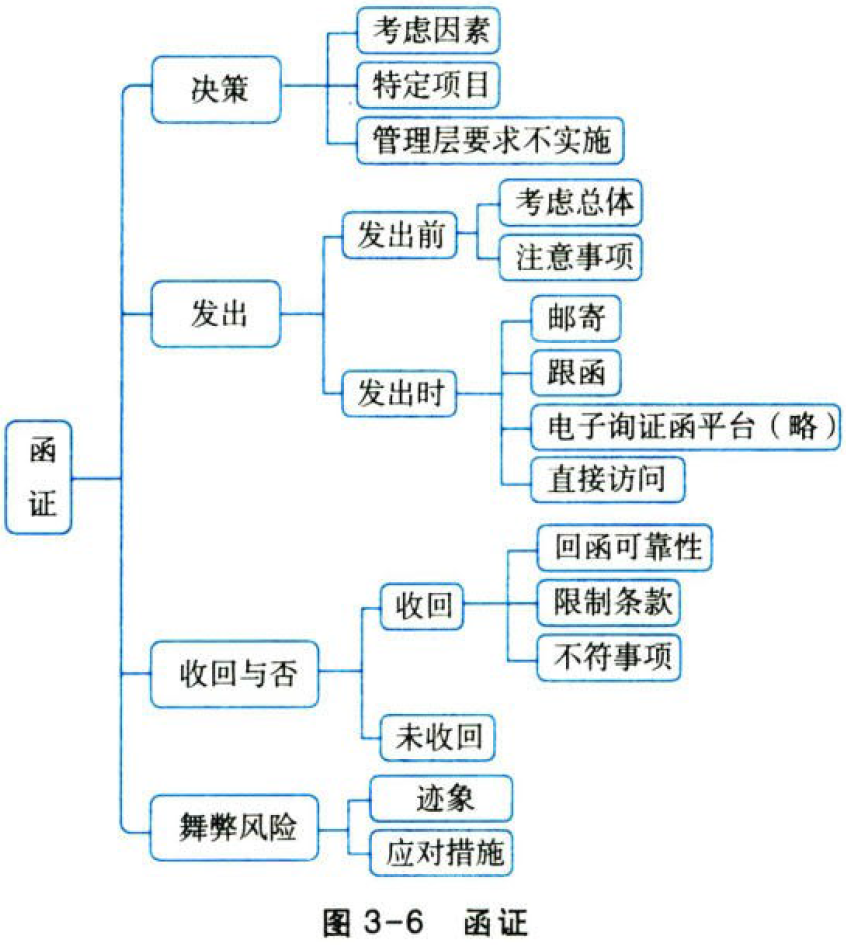 函证
决策
考虑因素
特定项目
管理层要求不实施
发出
发出前
考虑总体
注意事项
发出时
邮寄
跟函
电子询证函平台（略）
直接访问
收回与否
收回
回函可靠性
限制条款
不符事项
未收回
舞弊风险
迹象
应对措施
图 3-6 函证